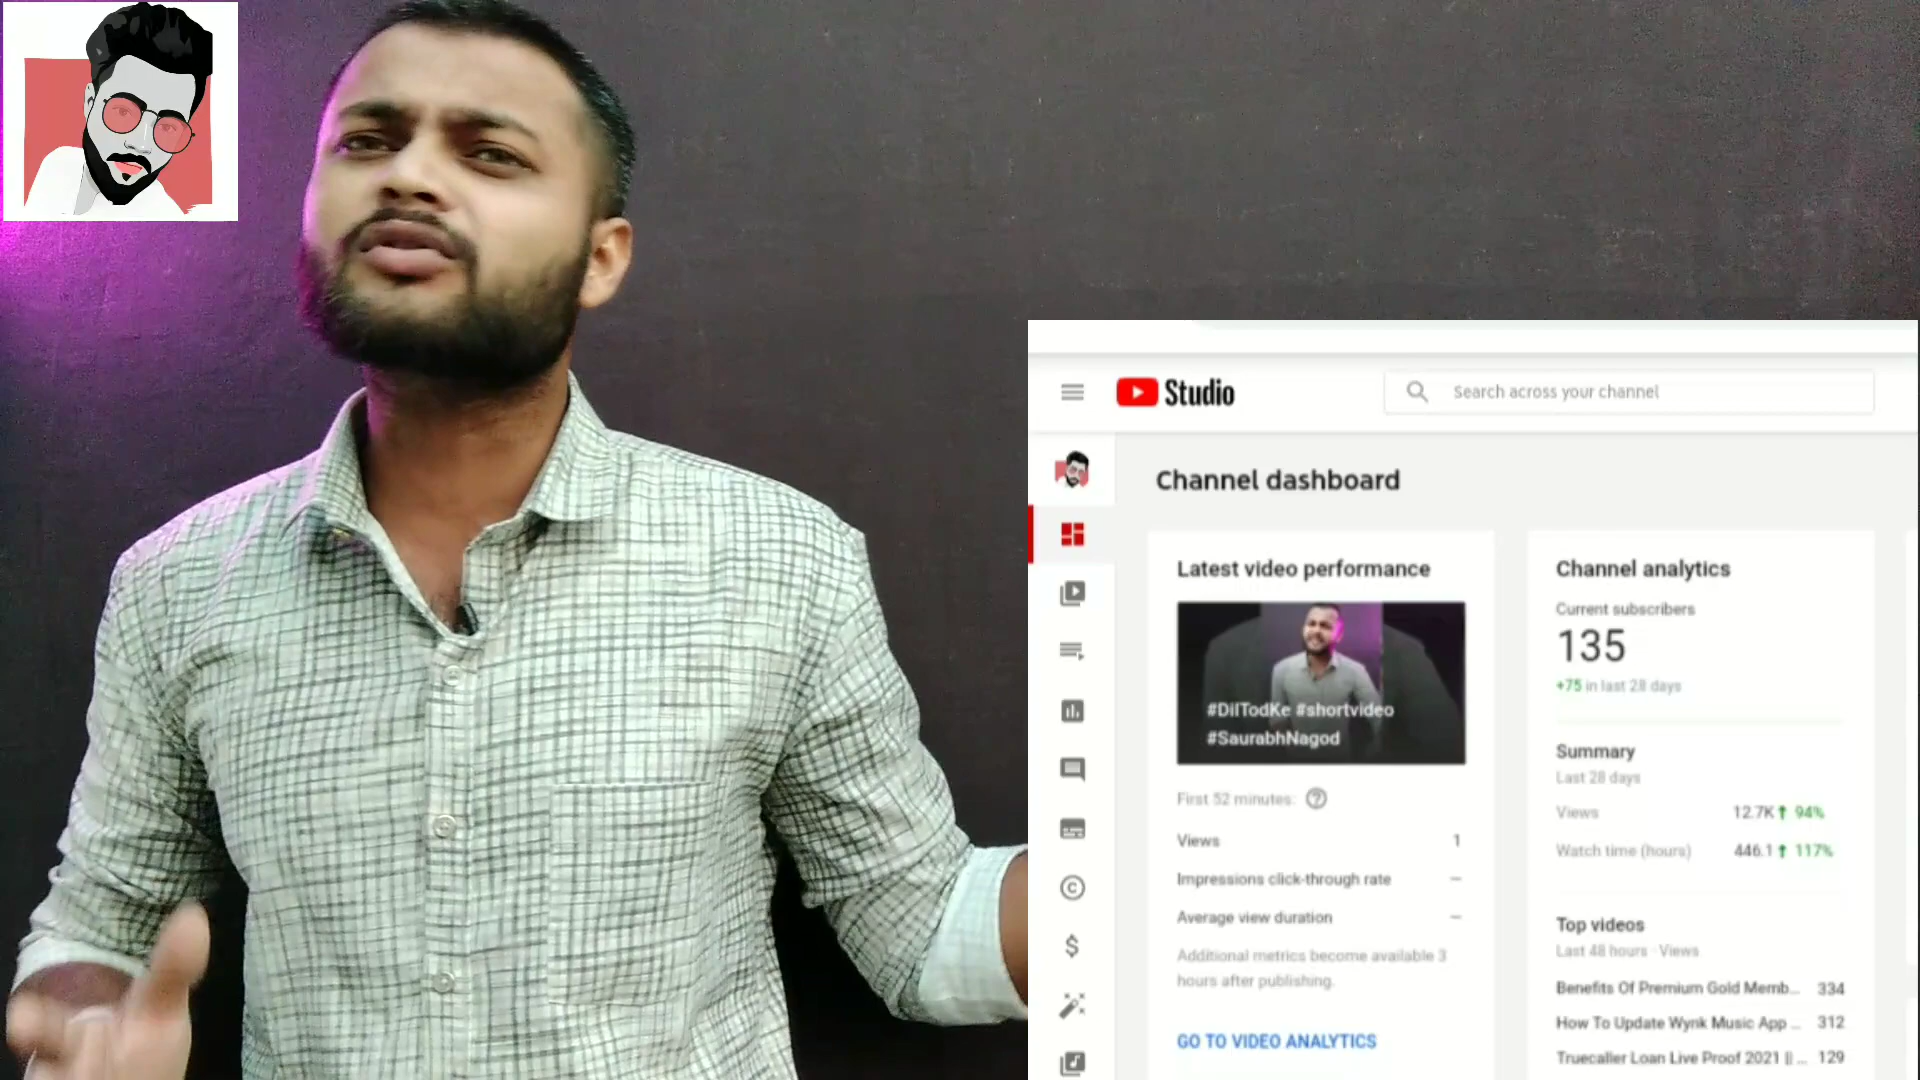 Studio
Search across your channel
Channel dashboard
Latest video performance
#DilTodKe #shortvideo
#SaurabhNagod
First 52 minutes:
Views 1
Impressions click-through rate —
Average view duration —
Additional metrics become available 3
hours after publishing.
GO TO VIDEO ANALYTICS
Channel analytics
Current subscribers
135
+75 in last 28 days
Summary
Last 28 days
Views 12.7K 94%
Watch time (hours) 446.1 117%
Top videos
Last 48 hours · Views
Benefits Of Premium Gold Memb... 334
How To Update Wynk Music App ... 312
Truecaller Loan Live Proof 2021 || ... 129